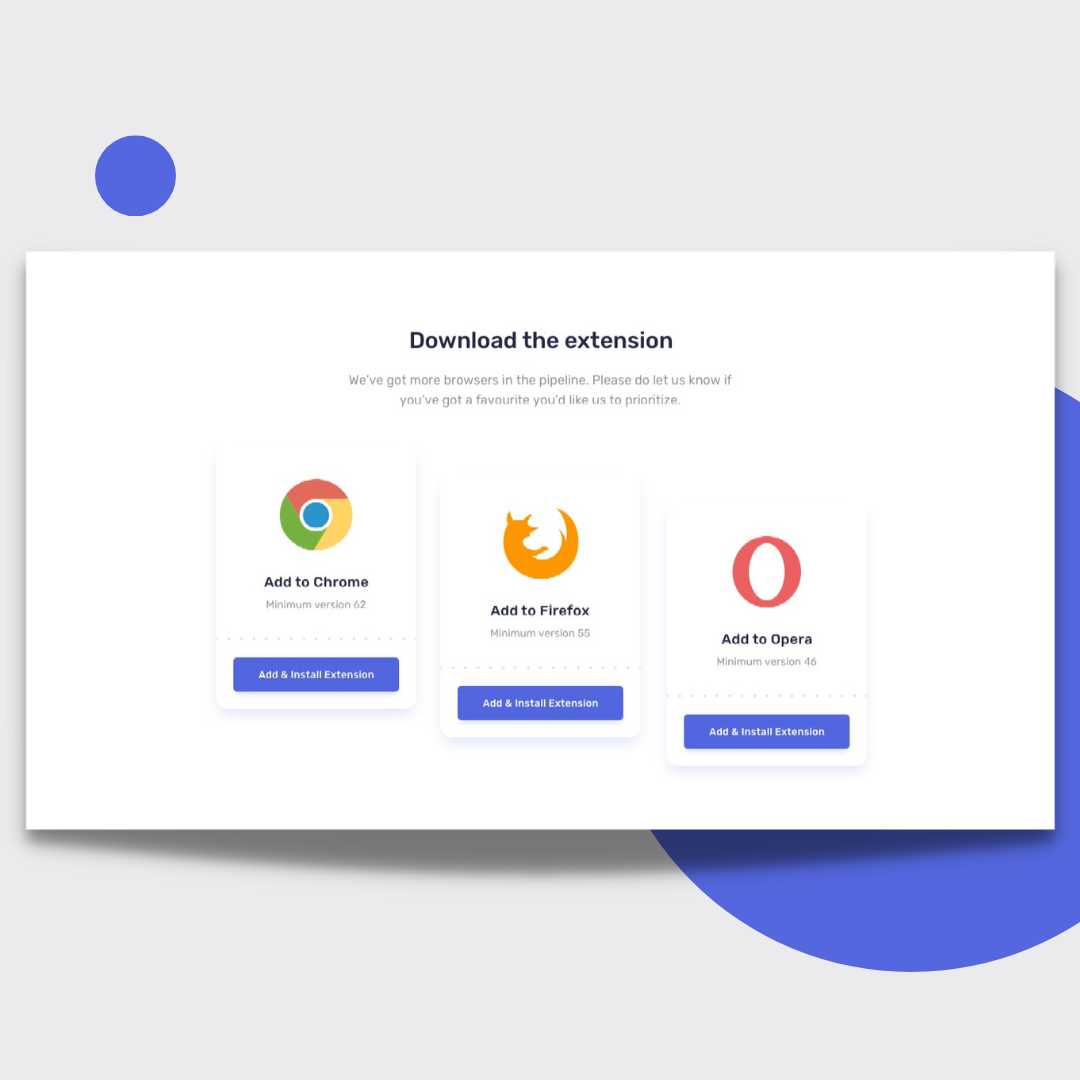 Download the extension
We've got more browsers in the pipeline. Please do let us know if
you've got a favourite you'd like us to prioritize.
Add to Chrome
Minimum version 62
Add & Install Extension
Add to Firefox
Minimum version 55
Add & Install Extension
Add to Opera
Minimum version 46
Add & Install Extension